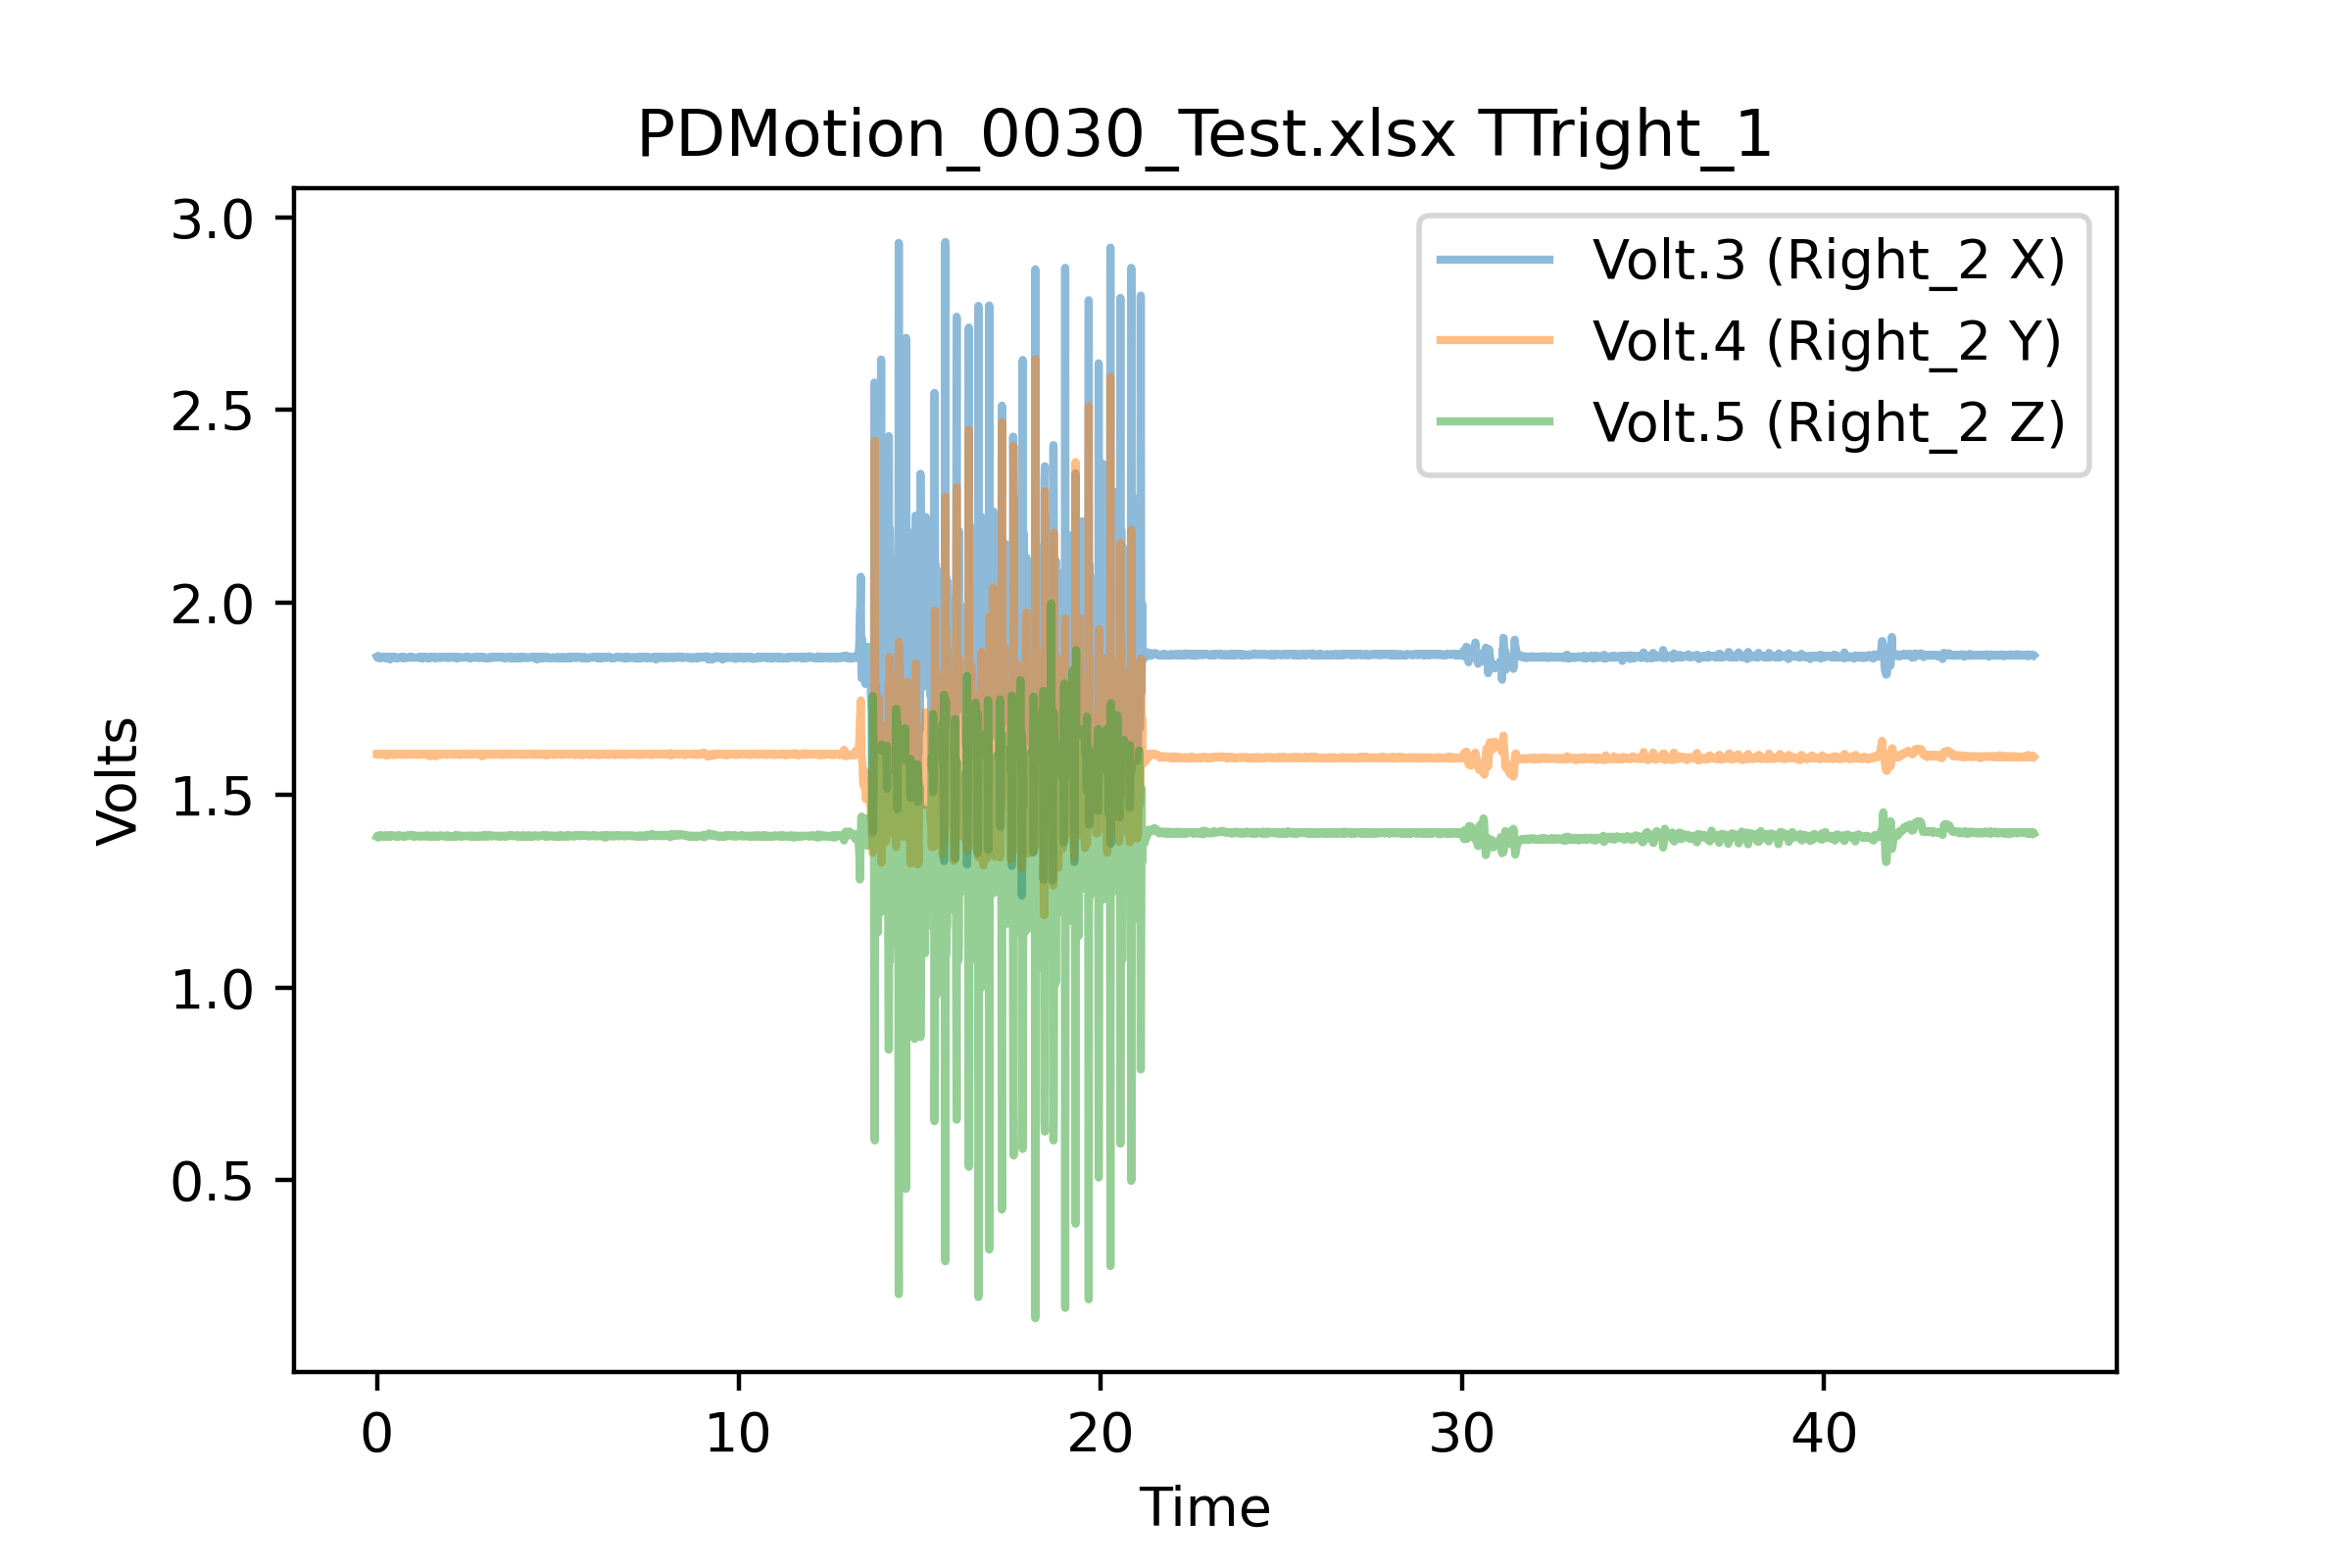 PDMotion_0030_Test.xlsx TTright_1
3.0
2.5
2.0
1.5
1.0
0.5
Volts
Volt.3 (Right_2 X)
Volt.4 (Right_2 Y)
Volt.5 (Right_2 Z)
0 10 20 30 40
Time